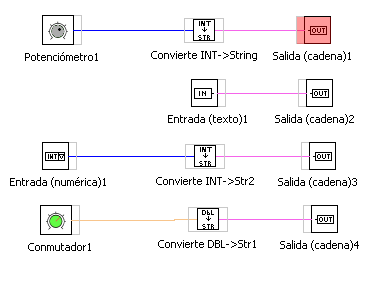 INT
STR
OUT
Potenciómetro1
Convierte INT->String
Salida (cadena)1
IN
OUT
Entrada (texto)1
Salida (cadena)2
INT
INT
STR
OUT
Entrada (numérica)1
Convierte INT->Str2
Salida (cadena)3
DBL
STR
OUT
Conmutador1
Convierte DBL->Str1
Salida (cadena)4